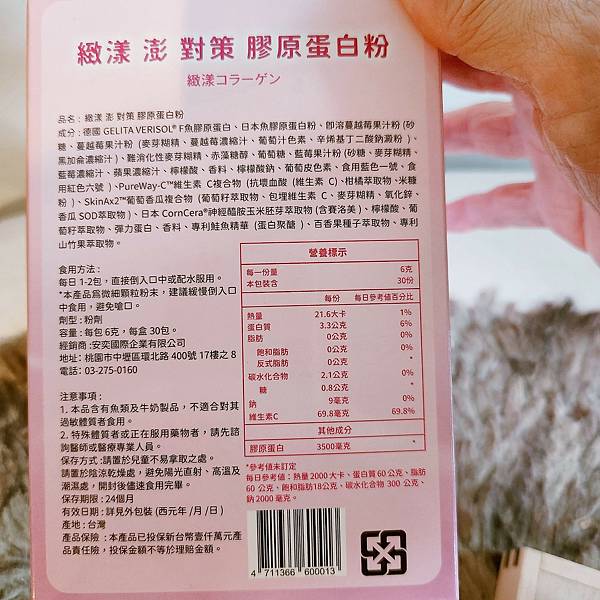 緻漾 澎 對策 膠原蛋白粉
緻漾コラーゲン
品名 : 緻漾 澎 對策 膠原蛋白粉
成分 : 德國 GELITA VERISOL® F魚膠原蛋白、日本魚膠原蛋白粉、即溶蔓越莓果汁粉 (砂
糖、蔓越莓果汁粉 (麥芽糊精、蔓越莓濃縮汁、葡萄汁色素、辛烯基丁二酸鈉澱粉 )、
黑加侖濃縮汁 )、難消化性麥芽糊精、赤藻糖醇、葡萄糖、藍莓果汁粉 (砂糖、麥芽糊精、
藍莓濃縮汁、蘋果濃縮汁、檸檬酸、香料、檸檬酸鈉、葡萄皮色素、食用藍色一號、食
用紅色六號 )、PureWay-C™維生素 C複合物 (抗壞血酸 (維生素 C)、柑橘萃取物、米糠
粉 )、SkinAx2™葡萄香瓜複合物 (葡萄籽萃取物、包埋維生素 C、麥芽糊精、氧化鋅、
香瓜 SOD萃取物 )、日本 CornCera®神經醯胺玉米胚芽萃取物 (含賽洛美 )、檸檬酸、葡
萄籽萃取物、彈力蛋白、香料、專利鮭魚精華 (蛋白聚醣 )、百香果種子萃取物、專利
山竹果萃取物。
食用方法 :
每日 1-2包，直接倒入口中或配水服用。
*本產品為微細顆粒粉末，建議緩慢倒入口
中食用，避免嗆口。
劑型 : 粉劑
容量 : 每包 6克，每盒 30包。
經銷商 : 安奕國際企業有限公司
地址: 桃園市中壢區環北路 400號 17樓之 8
電話: 03-275-0160
注意事項 :
1. 本品含有魚類及牛奶製品，不適合對其
過敏體質者食用。
2. 特殊體質者或正在服用藥物者，請先諮
詢醫師或醫療專業人員。
保存方式 :請放置於兒童不易拿取之處。
請置於陰涼乾燥處，避免陽光直射、高溫及
潮濕處，開封後儘速食用完畢。
保存期限 : 24個月
有效日期 : 詳見外包裝 (西元年 /月 /日 )
產地 : 台灣
產品保險 : 本產品已投保新台幣壹仟萬元產
品責任險，投保金額不等於理賠金額。
營養標示
每一份量 6克
本包裝含 30份
每份 每日參考值百分比
熱量 21.6大卡 1%
蛋白質 3.3公克 6%
脂肪 0公克 0%
飽和脂肪 0公克 0%
反式脂肪 0公克 *
碳水化合物 2.1公克 0%
糖 0.8公克 *
鈉 9毫克 0%
維生素C 69.8毫克 69.8%
其他成分
膠原蛋白 3500毫克 *
*參考值未訂定
每日參考值：熱量 2000 大卡、蛋白質 60 公克、脂肪
60 公克、飽和脂肪18公克、碳水化合物 300 公克、
鈉 2000 毫克。
4 711366 600013